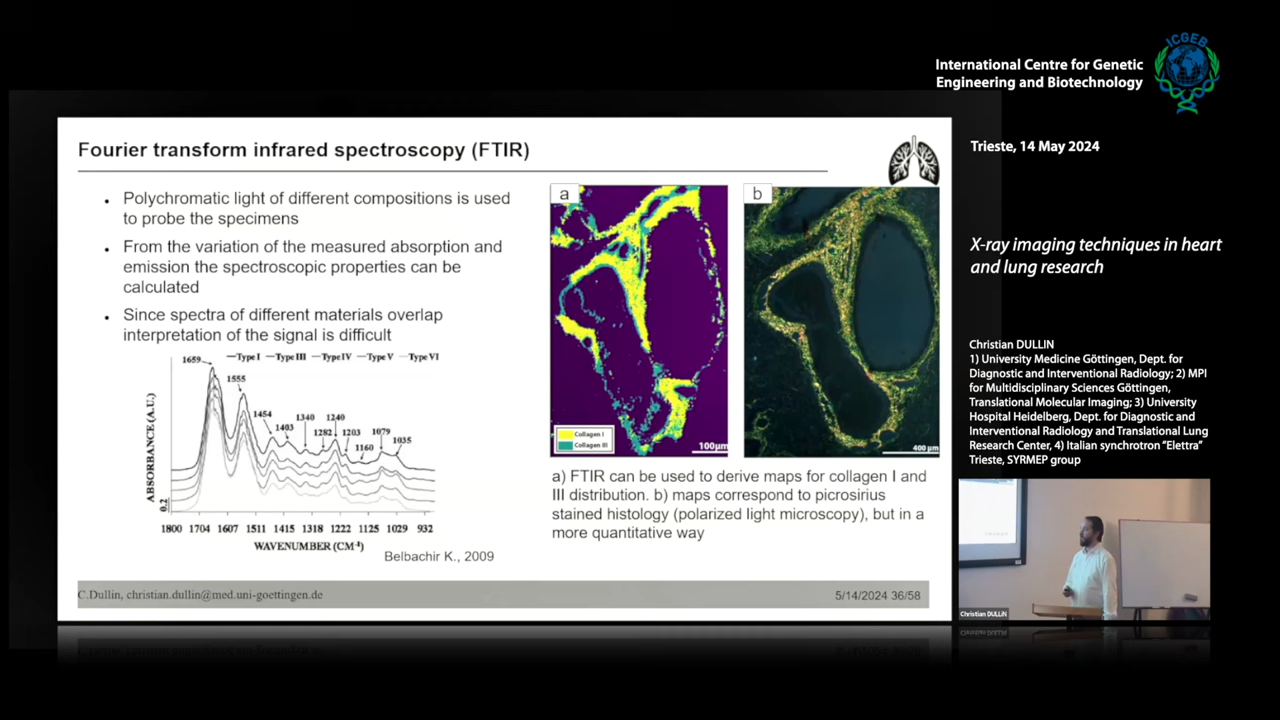 ICGEB
International Centre for Genetic
Engineering and Biotechnology
Trieste, 14 May 2024
X-ray imaging techniques in heart
and lung research
Christian DULLIN
1) University Medicine Göttingen, Dept. for
Diagnostic and Interventional Radiology; 2) MPI
for Multidisciplinary Sciences Göttingen,
Translational Molecular Imaging; 3) University
Hospital Heidelberg, Dept. for Diagnostic and
Interventional Radiology and Translational Lung
Research Center, 4) Italian synchrotron “Elettra”
Trieste, SYRMEP group
Christian DULLIN
Fourier transform infrared spectroscopy (FTIR)
• Polychromatic light of different compositions is used
to probe the specimens
• From the variation of the measured absorption and
emission the spectroscopic properties can be
calculated
• Since spectra of different materials overlap
interpretation of the signal is difficult
Type I Type III Type IV Type V Type VI
1659
1555
1454
1403
1340
1282
1240
1203
1160
1079
1035
ABSORBANCE (A.U.)
0.2
1800 1704 1607 1511 1415 1318 1222 1125 1029 932
WAVENUMBER (CM-1)
Belbachir K., 2009
a
Collagen I
Collagen III
100µm
b
400 µm
a) FTIR can be used to derive maps for collagen I and
III distribution. b) maps correspond to picrosirius
stained histology (polarized light microscopy), but in a
more quantitative way
C.Dullin, christian.dullin@med.uni-goettingen.de
5/14/2024 36/58